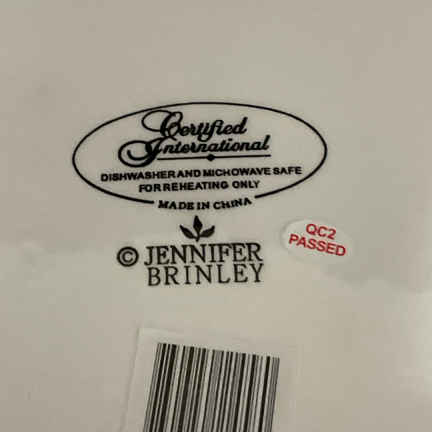 Certified
International
DISHWASHER AND MICROWAVE SAFE
FOR REHEATING ONLY
MADE IN CHINA
© JENNIFER
BRINLEY
QC2
PASSED